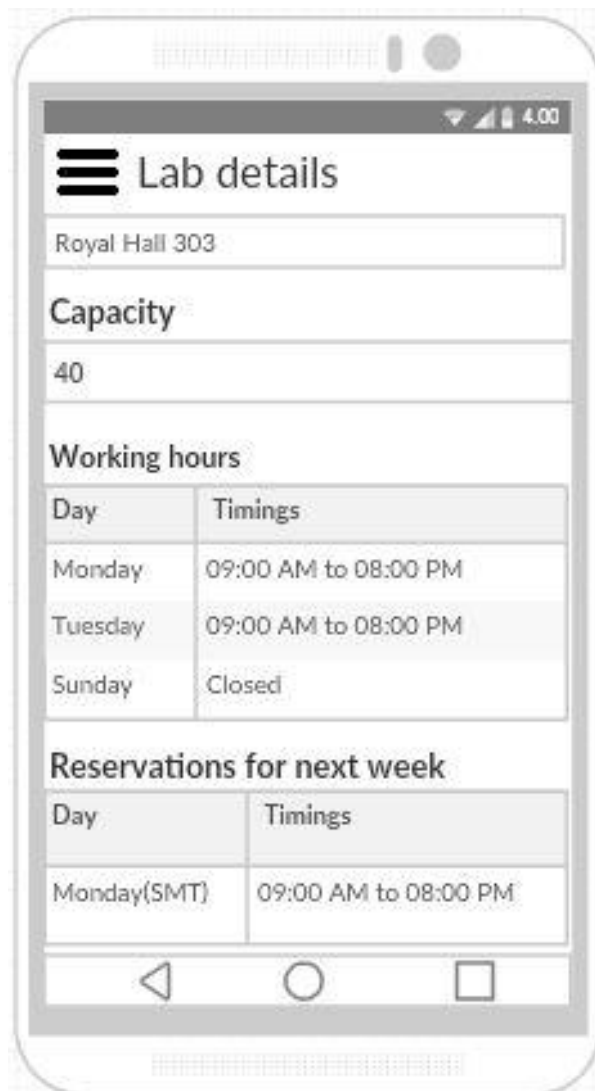 4.00
Lab details
Royal Hall 303
Capacity
40
Working hours
Day Timings
Monday 09:00 AM to 08:00 PM
Tuesday 09:00 AM to 08:00 PM
Sunday Closed
Reservations for next week
Day Timings
Monday(SMT) 09:00 AM to 08:00 PM